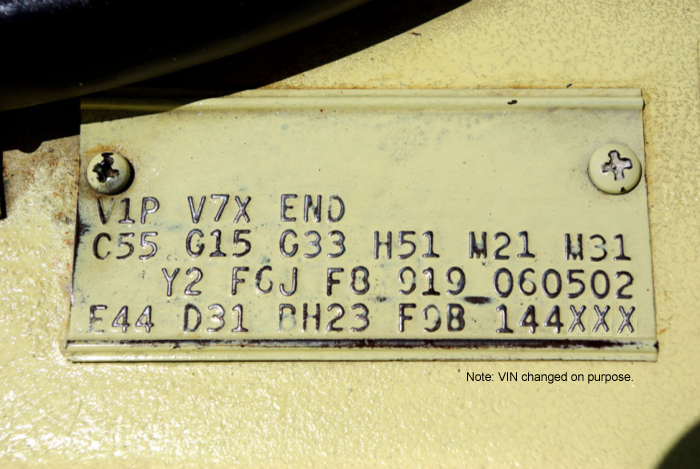 V1P V7X END
C55 G15 G33 H51 M21 M31
Y2 F6J F8 919 060502
E44 D31 BH23 F9B 144XXX
Note: VIN changed on purpose.